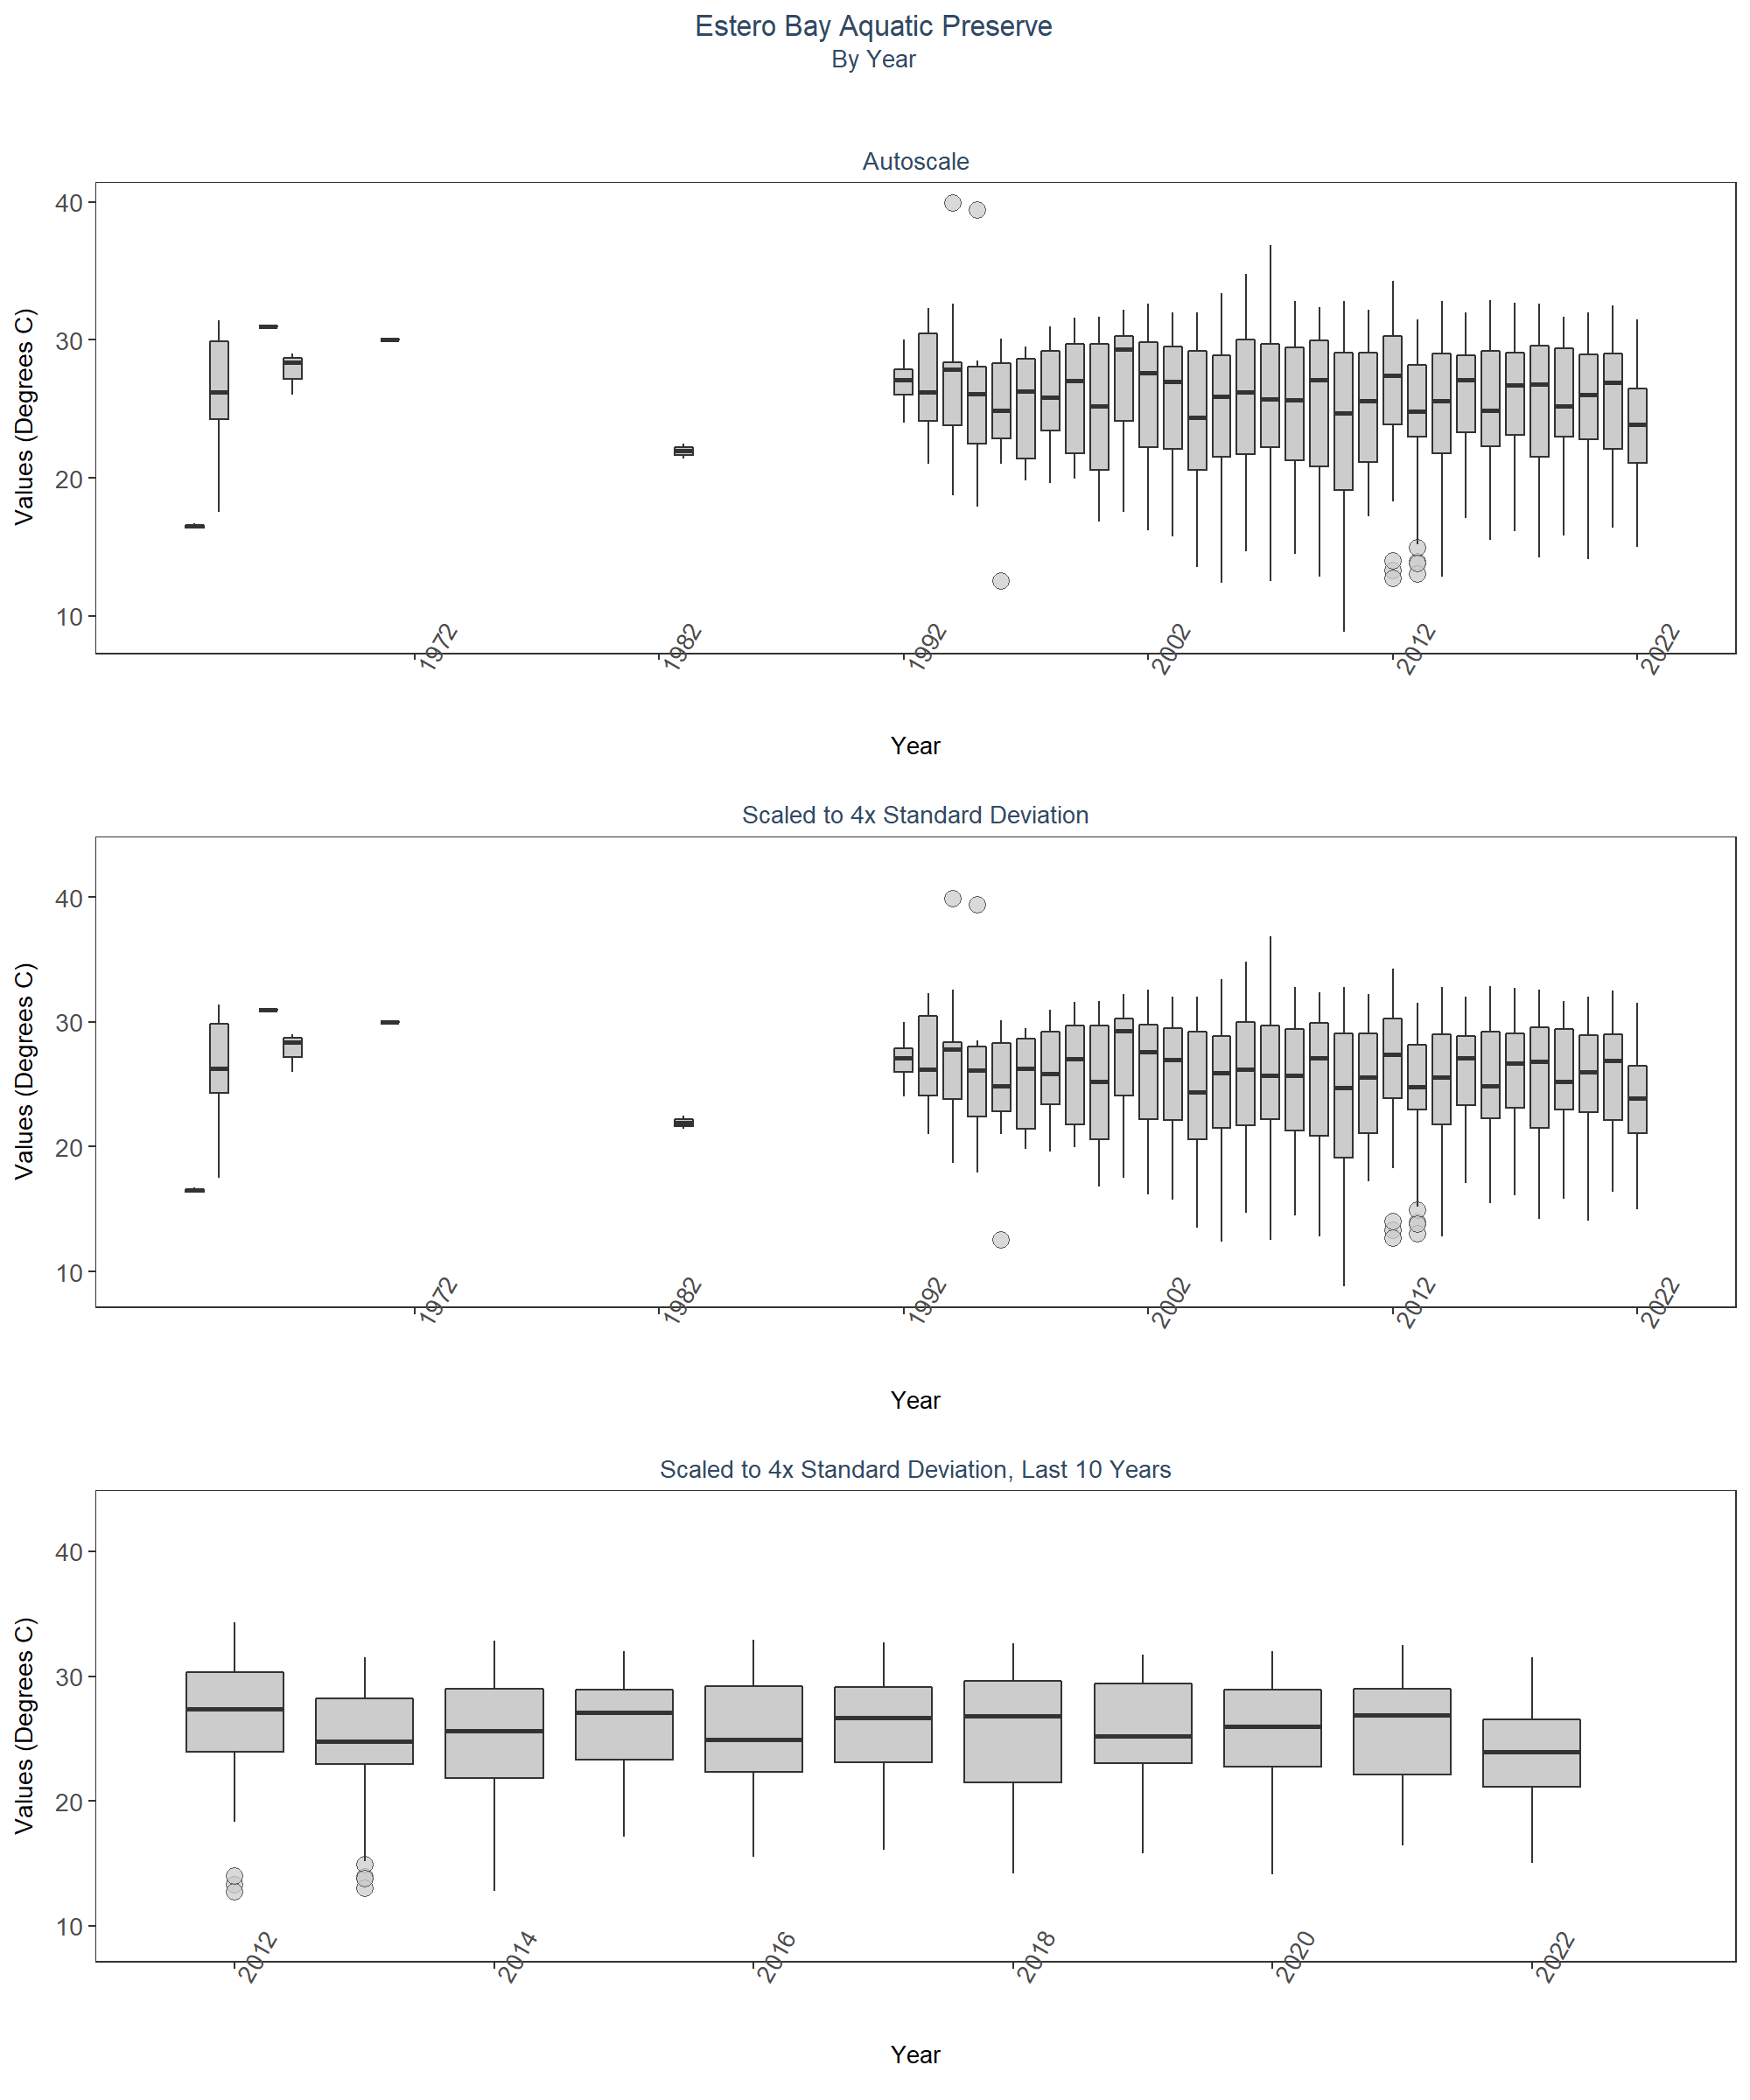 Estero Bay Aquatic Preserve
By Year
Autoscale
Values (Degrees C)
40
30
20
10
1972
1982
1992
2002
2012
2022
Year
Scaled to 4x Standard Deviation
Values (Degrees C)
40
30
20
10
1972
1982
1992
2002
2012
2022
Year
Scaled to 4x Standard Deviation, Last 10 Years
Values (Degrees C)
40
30
20
10
2012
2014
2016
2018
2020
2022
Year